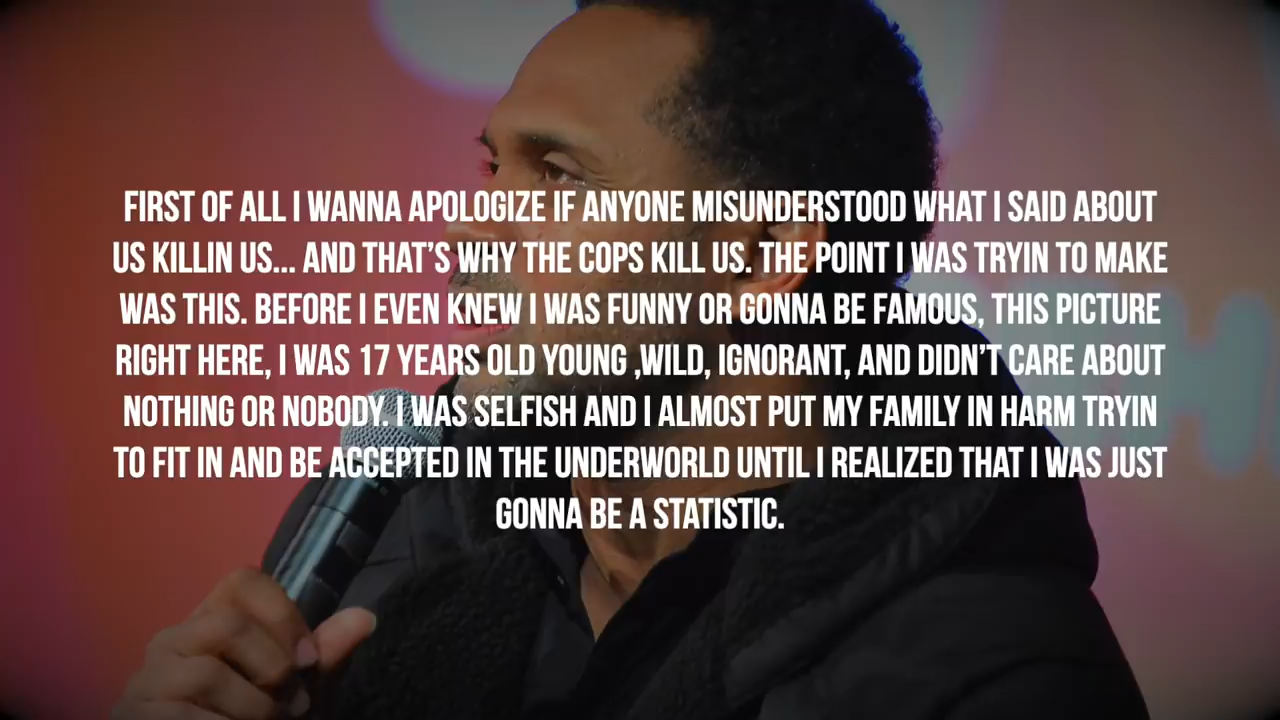 FIRST OF ALL I WANNA APOLOGIZE IF ANYONE MISUNDERSTOOD WHAT I SAID ABOUT
US KILLIN US... AND THAT'S WHY THE COPS KILL US. THE POINT I WAS TRYIN TO MAKE
WAS THIS. BEFORE I EVEN KNEW I WAS FUNNY OR GONNA BE FAMOUS, THIS PICTURE
RIGHT HERE, I WAS 17 YEARS OLD YOUNG ,WILD, IGNORANT, AND DIDN'T CARE ABOUT
NOTHING OR NOBODY. I WAS SELFISH AND I ALMOST PUT MY FAMILY IN HARM TRYIN
TO FIT IN AND BE ACCEPTED IN THE UNDERWORLD UNTIL I REALIZED THAT I WAS JUST
GONNA BE A STATISTIC.